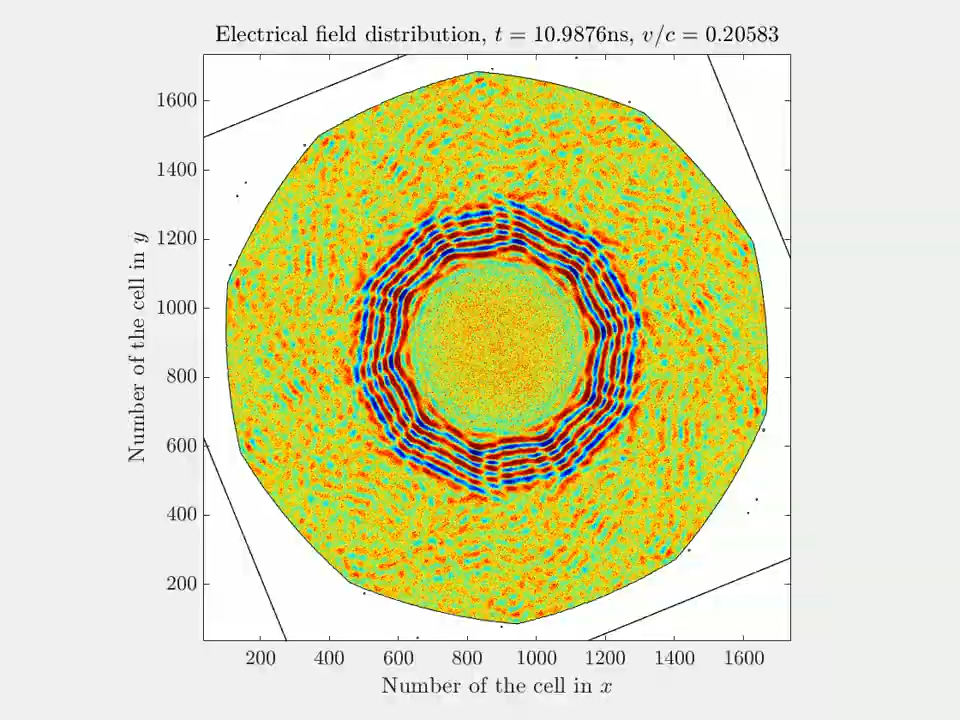 Electrical field distribution, t = 10.9876ns, v/c = 0.20583
1600
1400
1200
1000
800
600
400
200
Number of the cell in y
200 400 600 800 1000 1200 1400 1600
Number of the cell in x